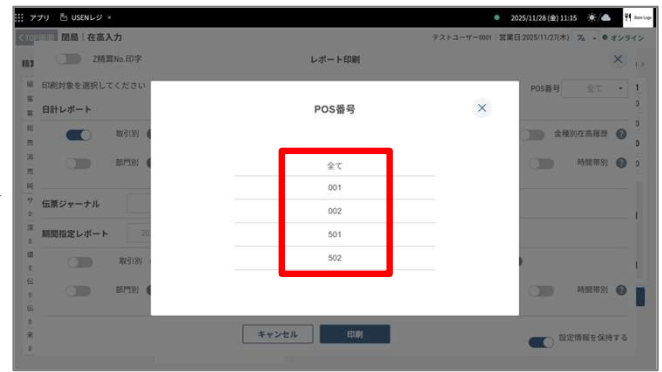 アプリ USENレジ ×
2025/11/28(金) 11:15
<TOP画面 閉局｜在高入力 テストユーザー0001 営業日:2025/11/27(木) オンライン
Z精算No.印字 レポート印刷
印刷対象を選択してください POS番号 全て
日計レポート POS番号
取引別 金種別在高履歴
部門別 時間帯別
全て
001
002
501
502
伝票ジャーナル
期間指定レポート
取引別
部門別 時間帯別
キャンセル 印刷
設定情報を保持する